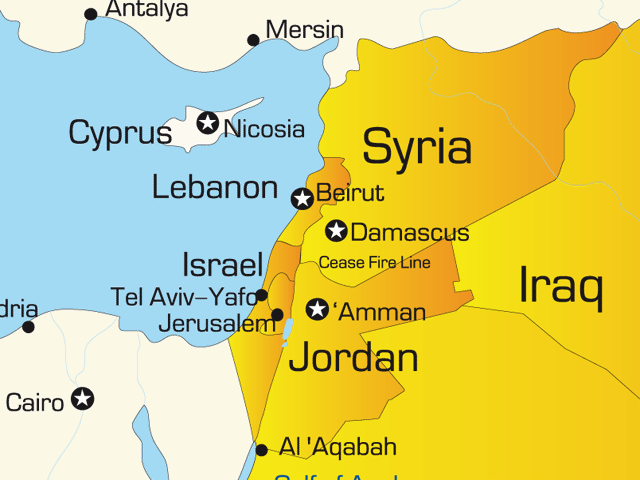 Antalya
Mersin
Cyprus
Nicosia
Syria
Lebanon
Beirut
Damascus
Israel
Cease Fire Line
Iraq
Tel Aviv–Yafo
dria
'Amman
Jerusalem
Jordan
Cairo
Al 'Aqabah